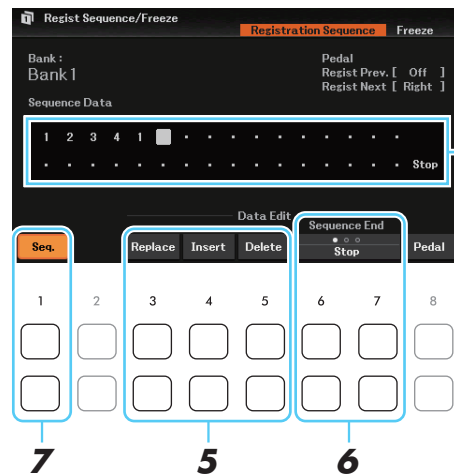 Regist Sequence/Freeze
Registration Sequence Freeze
Bank :
Bank1
Pedal
Regist Prev. [ Off ]
Regist Next [ Right ]
Sequence Data
1 2 3 4 1 . . . . . . . . . .
. . . . . . . . . . . . . . . Stop
Data Edit
Sequence End
Seq. Replace Insert Delete Stop Pedal
1 2 3 4 5 6 7 8
7 5 6